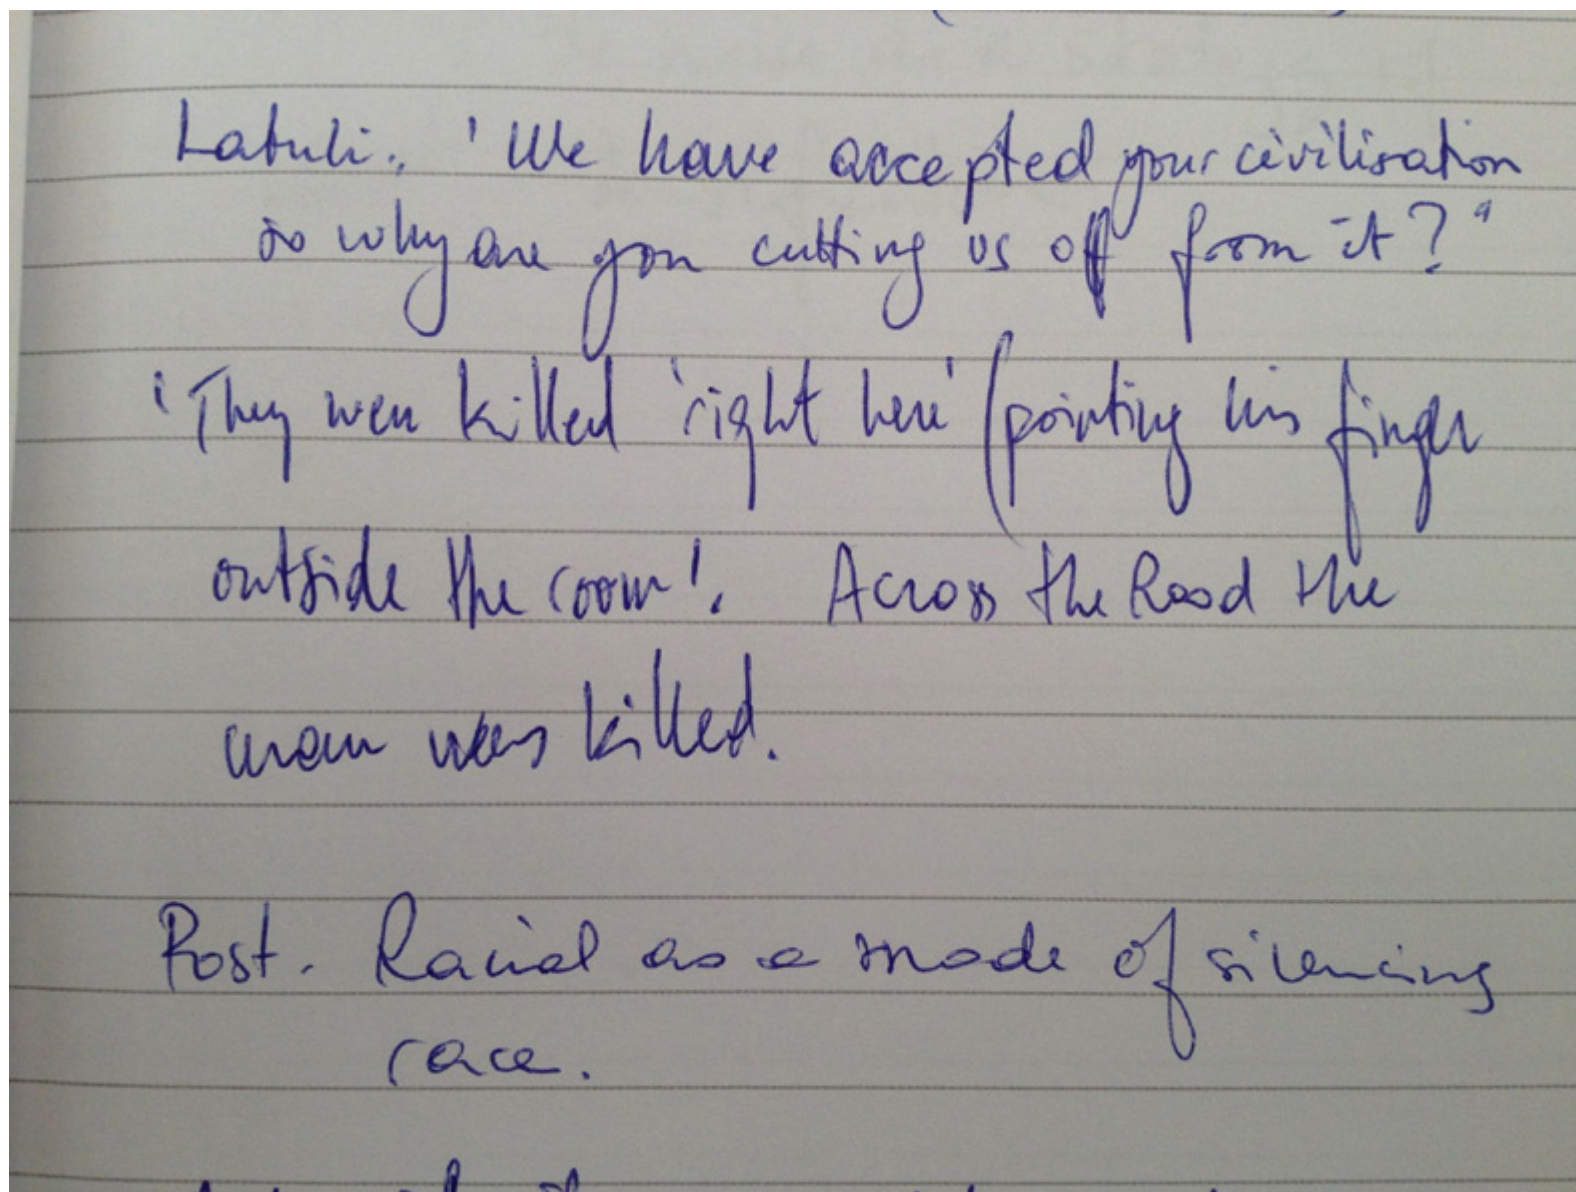 Latuli. 'We have accepted your civilisation
so why are you cutting us off from it?"
'They were killed 'right here' (pointing his finger
outside the room'. Across the Road the
man was killed.
Post. Racial as a mode of silencing
race.